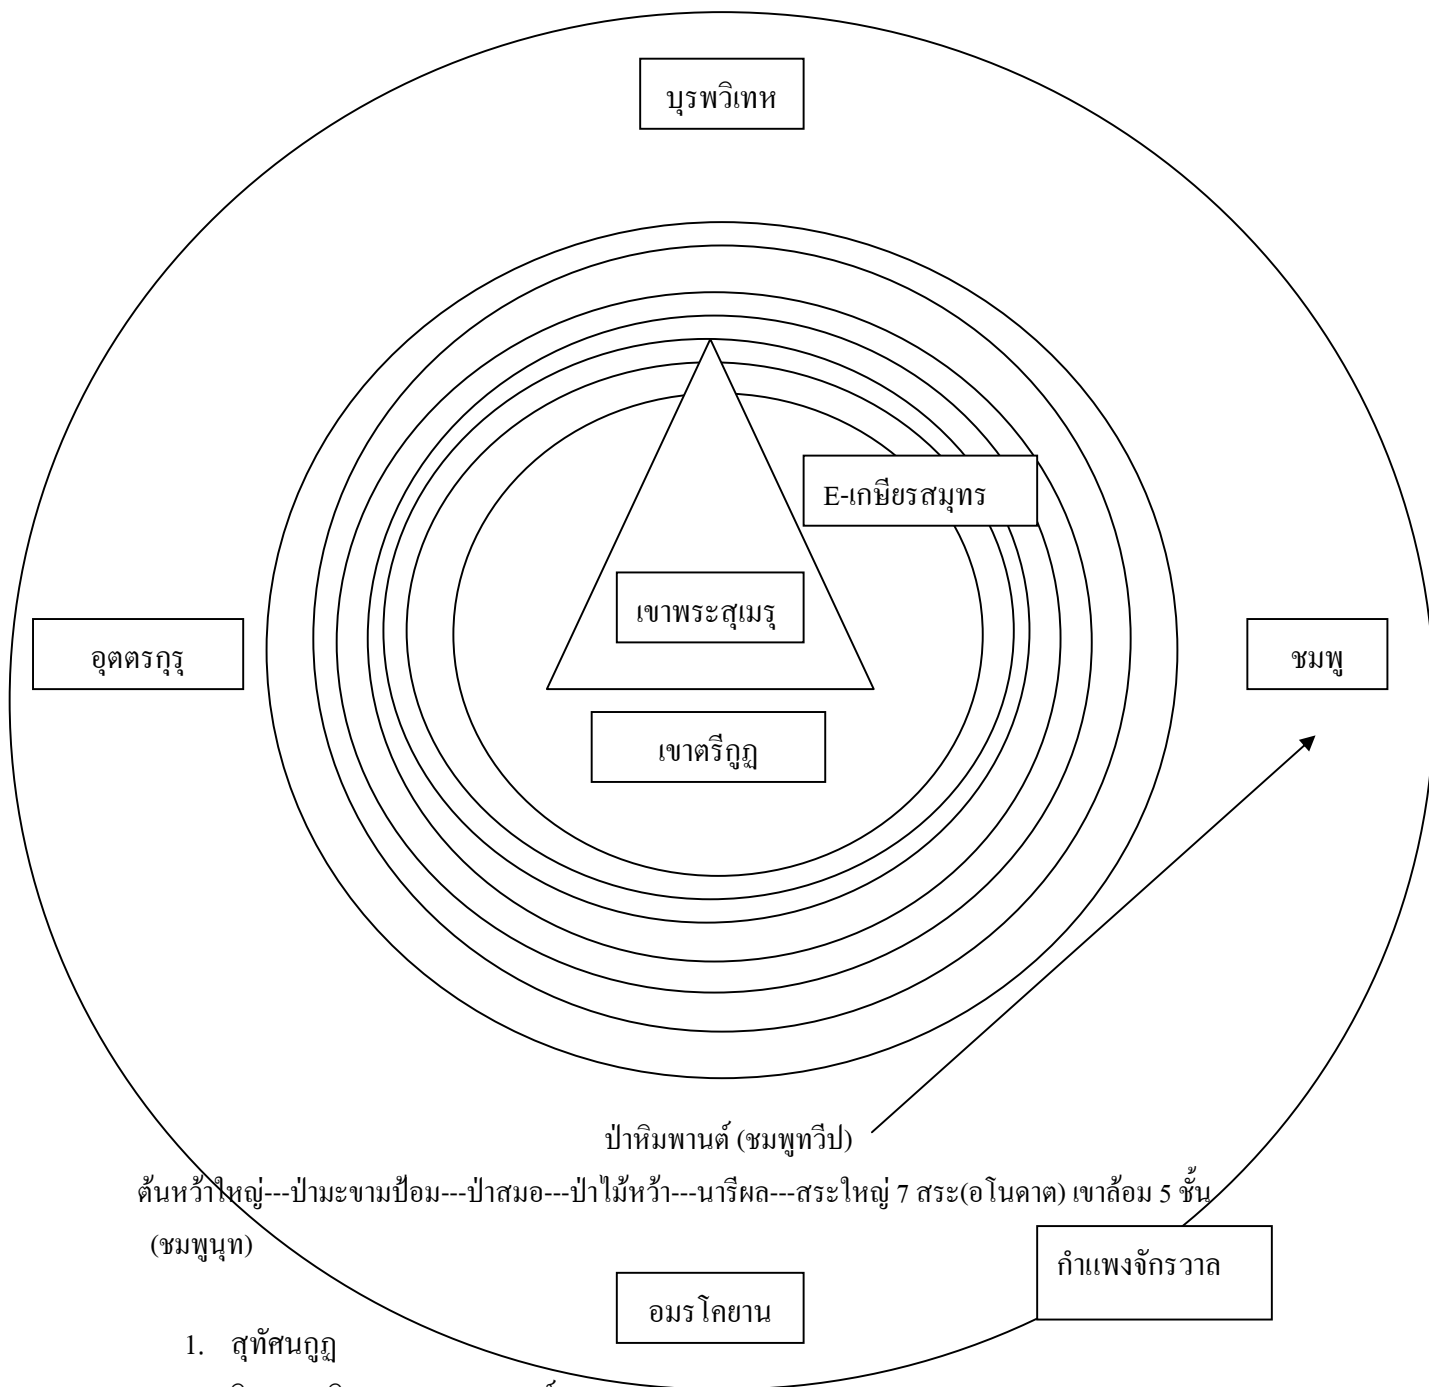 บุรพวิเทห
E-เกษียรสมุทร
เขาพระสุเมรุ
อุตตรกุรุ
ชมพู
เขาตรีกูฏ
ป่าหิมพานต์ (ชมพูทวีป)
ต้นหว้าใหญ่---ป่ามะขามป้อม---ป่าสมอ---ป่าไม้หว้า---นารีผล---สระใหญ่ 7 สระ(อโนดาต) เขาล้อม 5 ชั้น
(ชมพูนุท)
กำแพงจักรวาล
อมรโคยาน
1. สุทัศนกูฏ